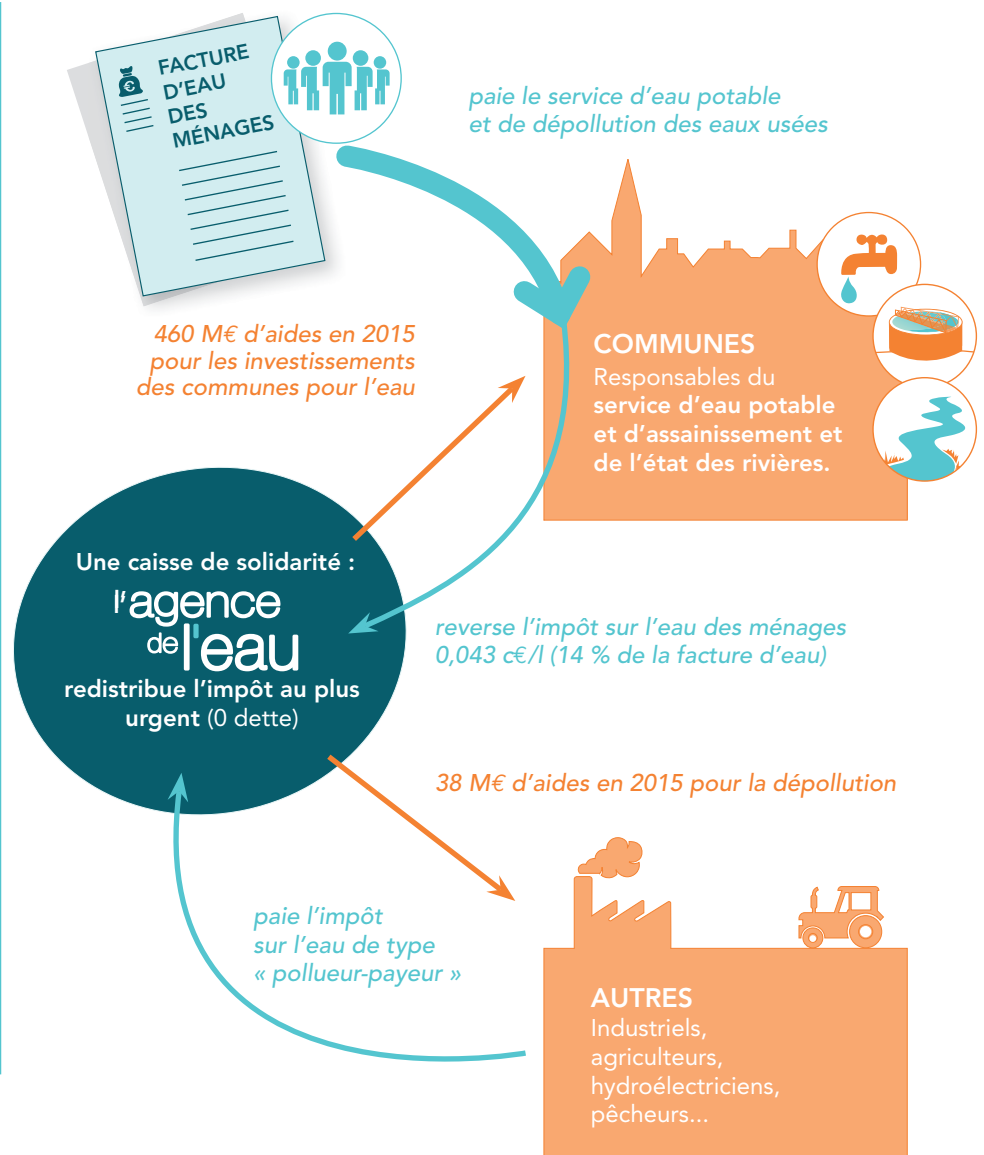 FACTURE
D'EAU
DES
MÉNAGES
€
paie le service d'eau potable
et de dépollution des eaux usées
460 M€ d'aides en 2015
pour les investissements
des communes pour l'eau
COMMUNES
Responsables du
service d'eau potable
et d'assainissement et
de l'état des rivières.
Une caisse de solidarité :
l'agence
de l'eau
redistribue l'impôt au plus
urgent (0 dette)
reverse l'impôt sur l'eau des ménages
0,043 c€/l (14 % de la facture d'eau)
38 M€ d'aides en 2015 pour la dépollution
paie l'impôt
sur l'eau de type
« pollueur-payeur »
AUTRES
Industriels,
agriculteurs,
hydroélectriciens,
pêcheurs...